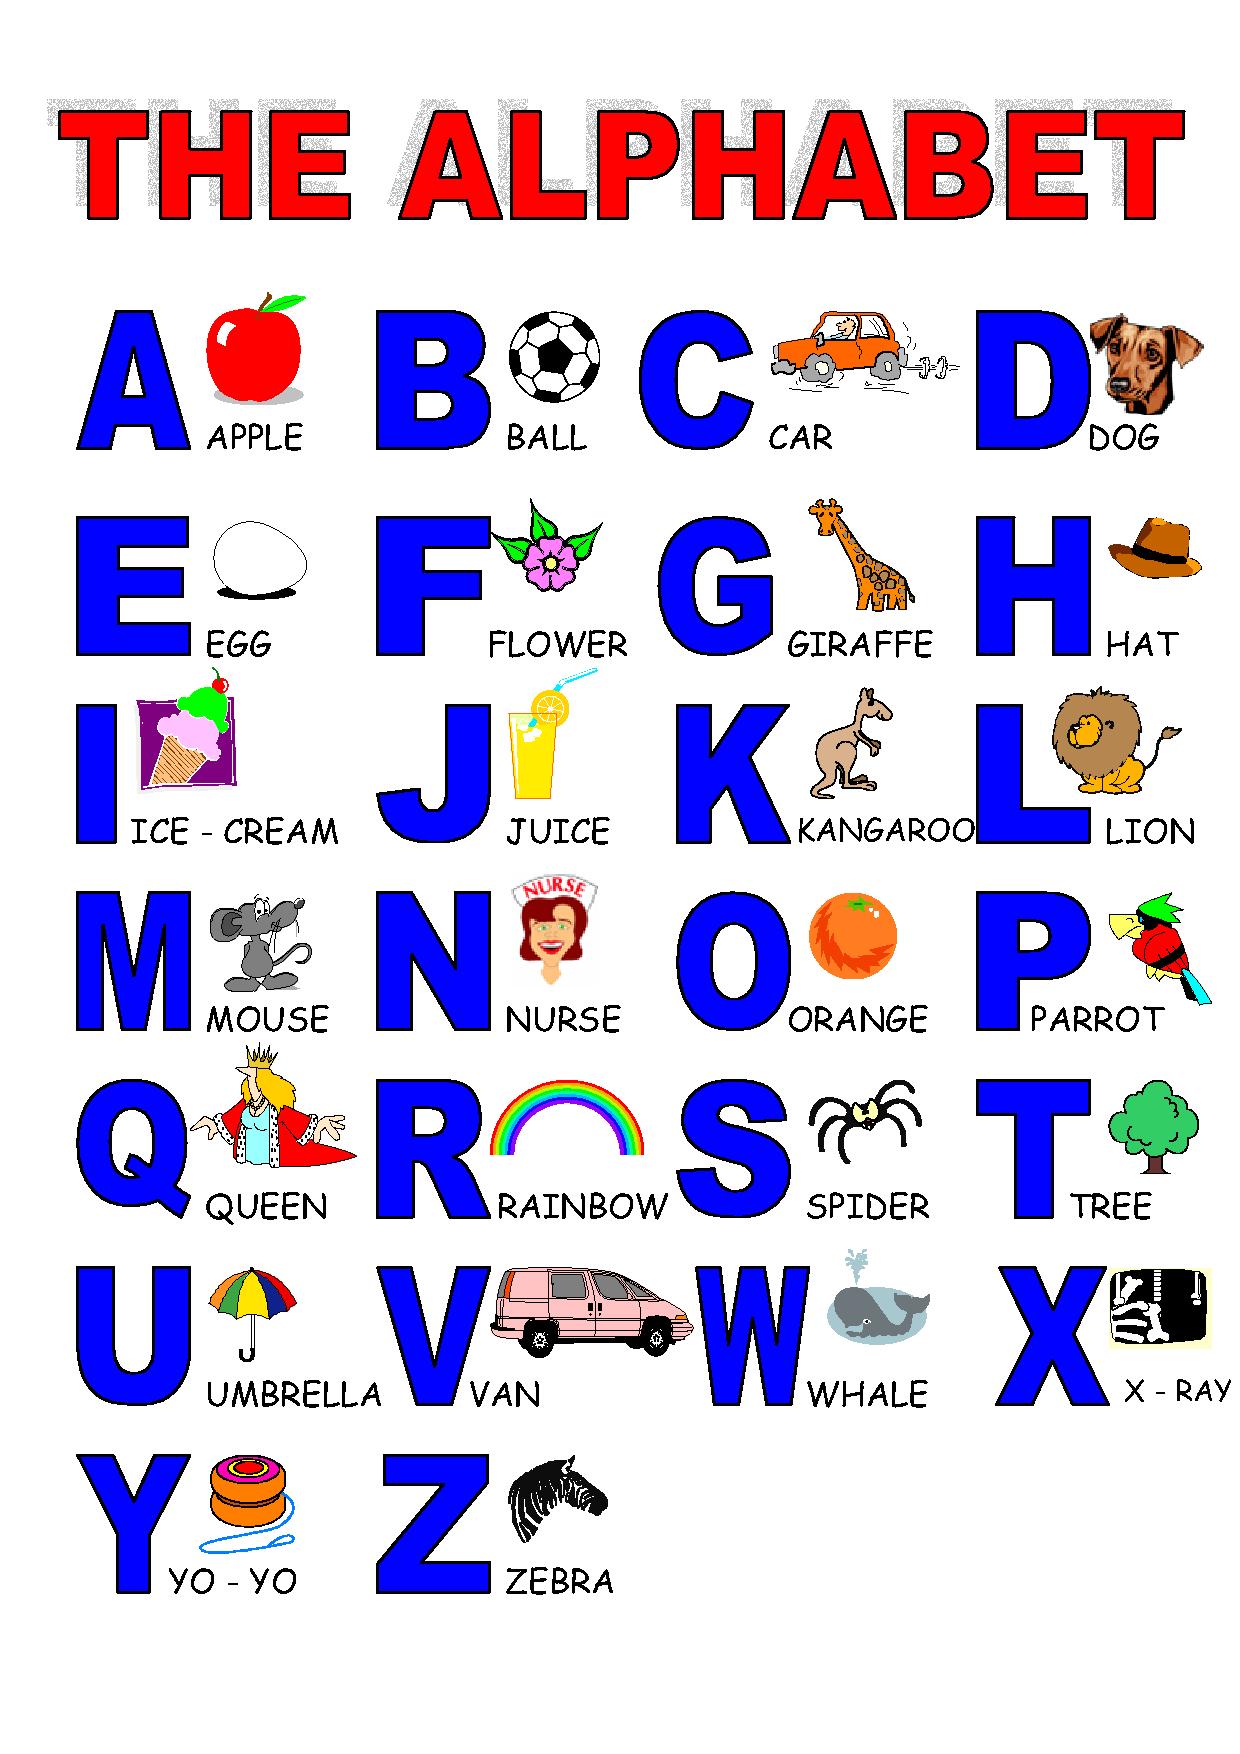 THE ALPHABET
A B C D
APPLE BALL CAR DOG
E F G H
EGG FLOWER GIRAFFE HAT
I J K L
ICE - CREAM JUICE KANGAROO LION
NURSE
M N O P
MOUSE NURSE ORANGE PARROT
Q R S T
QUEEN RAINBOW SPIDER TREE
U V W X
UMBRELLA VAN WHALE X - RAY
Y Z
YO - YO ZEBRA